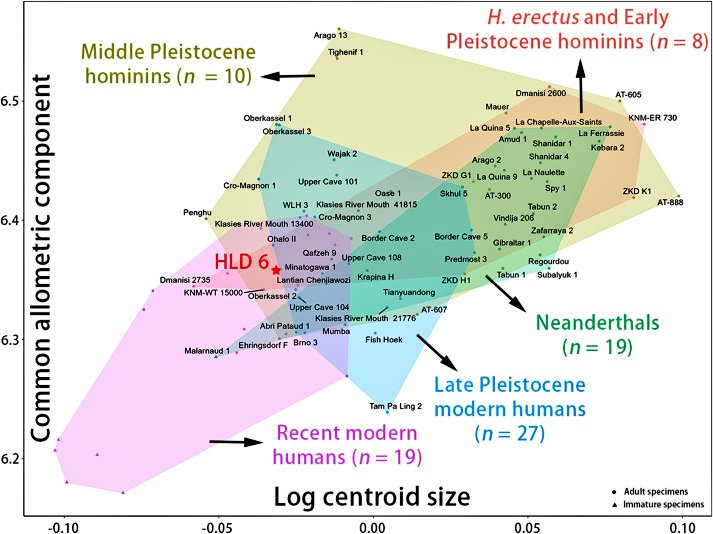 H. erectus and Early
Pleistocene hominins (n = 8)
Middle Pleistocene
hominins (n = 10)
Arago 13
Tighenif 1
Dmanisi 2600
AT-605
Mauer
La Chapelle-Aux-Saints
KNM-ER 730
Oberkassel 1
Oberkassel 3
La Quina 5
Amud 1
Shanidar 1
La Ferrassie
Kebara 2
Wajak 2
Arago 2
Shanidar 4
Cro-Magnon 1
Upper Cave 101
ZKD G1
La Quina 9
La Naulette
Oase 1
Skhul 5
AT-300
Spy 1
ZKD K1
AT-888
WLH 3
Klasies River Mouth 41815
Tabun 2
Penghu
Klasies River Mouth 13400
Cro-Magnon 3
Vindija 206
Ohalo II
Border Cave 2
Border Cave 5
Zafarraya 2
Qafzeh 9
Upper Cave 108
Predmost 3
Gibraltar 1
Regourdou
HLD 6
Minatogawa 1
Krapina H
Tabun 1
Subalyuk 1
Dmanisi 2735
Lantian Chenjiawozi
ZKD H1
KNM-WT 15000
Oberkassel 2
Tianyuandong
Upper Cave 104
AT-607
Klasies River Mouth 21776
Abri Pataud 1
Mumba
Malarnaud 1
Ehringsdorf F
Brno 3
Fish Hoek
Tam Pa Ling 2
Neanderthals
(n = 19)
Late Pleistocene
modern humans
(n = 27)
Recent modern
humans (n = 19)
Common allometric component
6.5
6.4
6.3
6.2
Log centroid size
Adult specimens
Immature specimens
-0.10
-0.05
0.00
0.05
0.10